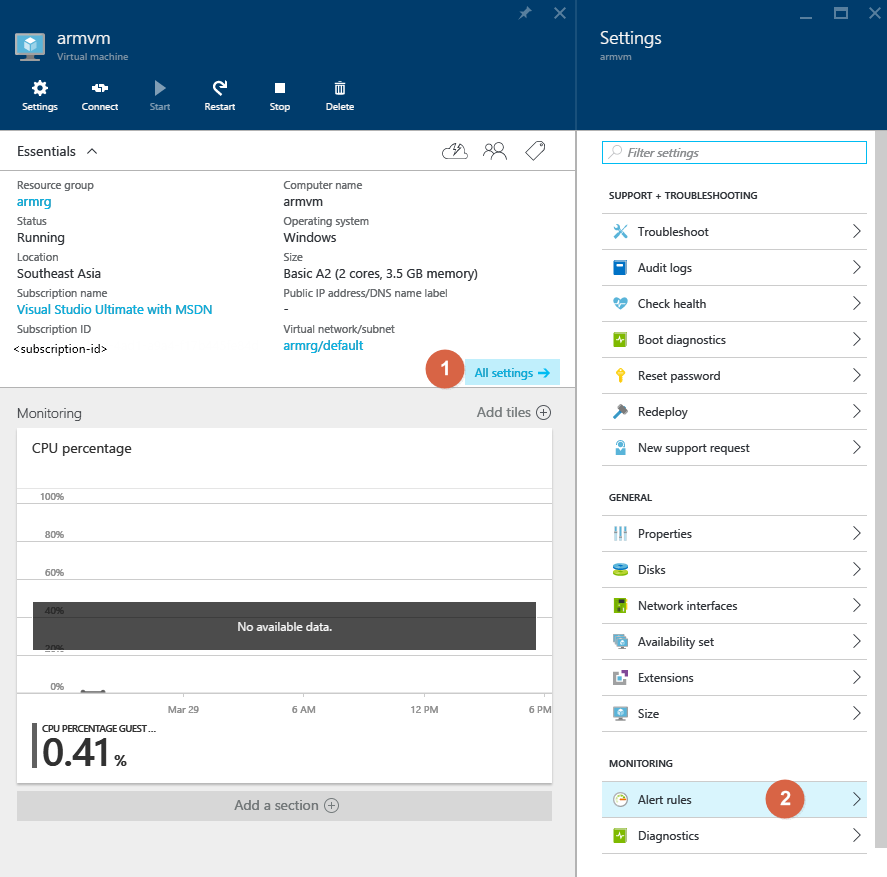 armvm
Virtual machine
Settings
Connect
Start
Restart
Stop
Delete
Essentials
Resource group
armrg
Status
Running
Location
Southeast Asia
Subscription name
Visual Studio Ultimate with MSDN
Subscription ID
<subscription-id>
Computer name
armvm
Operating system
Windows
Size
Basic A2 (2 cores, 3.5 GB memory)
Public IP address/DNS name label
-
Virtual network/subnet
armrg/default
1
All settings →
Monitoring
Add tiles
CPU percentage
100%
80%
60%
40%
No available data.
20%
0%
Mar 29
6 AM
12 PM
6 PM
CPU PERCENTAGE GUEST ...
0.41 %
Add a section
Settings
armvm
Filter settings
SUPPORT + TROUBLESHOOTING
Troubleshoot
Audit logs
Check health
Boot diagnostics
Reset password
Redeploy
New support request
GENERAL
Properties
Disks
Network interfaces
Availability set
Extensions
Size
MONITORING
Alert rules
2
Diagnostics